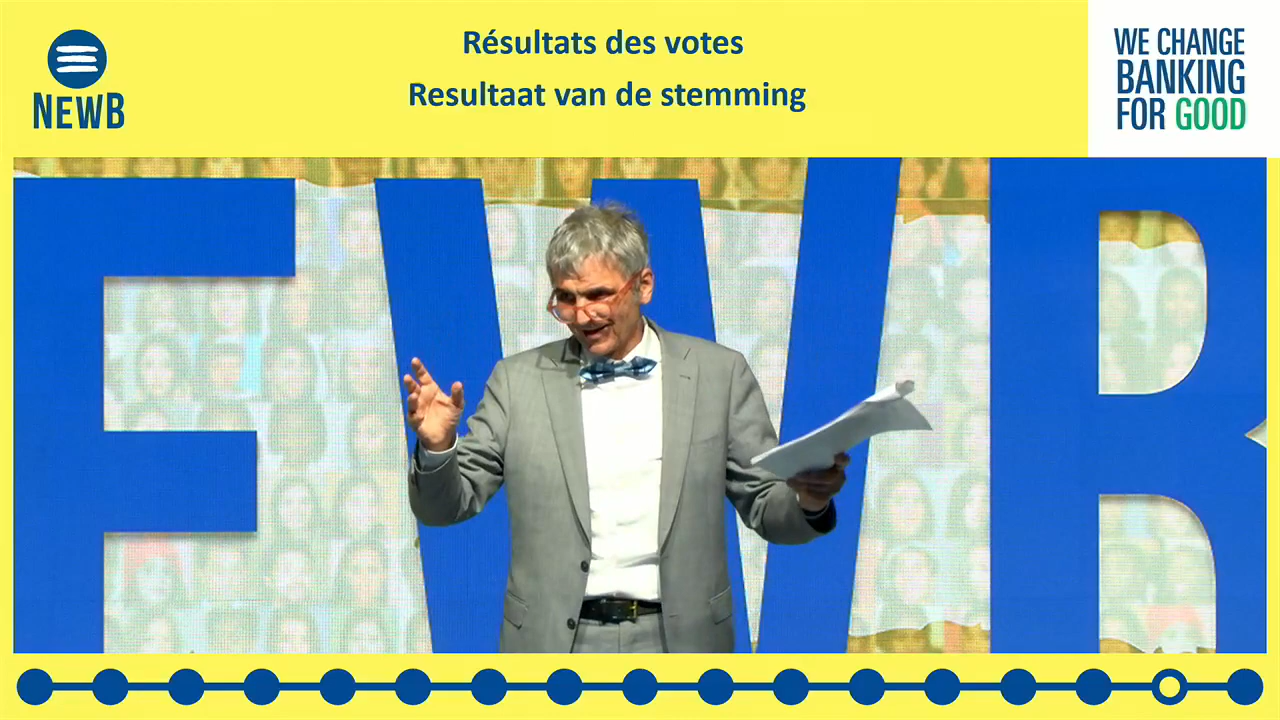 Résultats des votes
Resultaat van de stemming
NEWB
WE CHANGE
BANKING
FOR GOOD
EWB